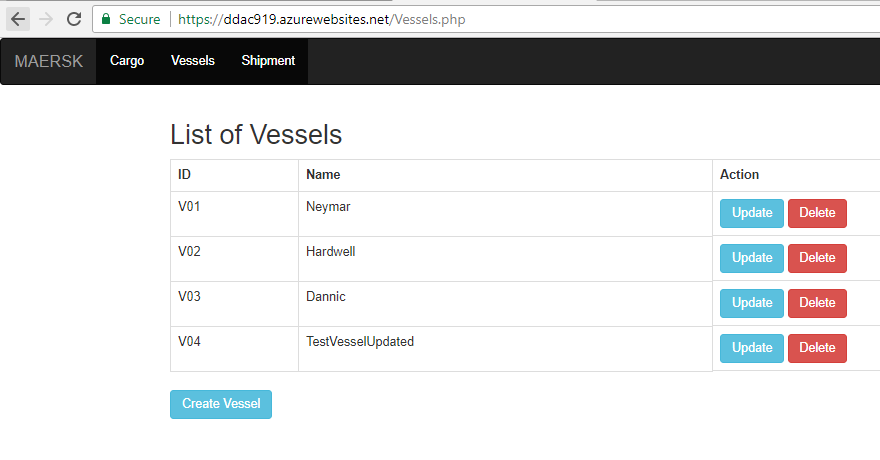 Secure https://ddac919.azurewebsites.net/Vessels.php
MAERSK Cargo Vessels Shipment
List of Vessels
ID Name Action
V01 Neymar Update Delete
V02 Hardwell Update Delete
V03 Dannic Update Delete
V04 TestVesselUpdated Update Delete
Create Vessel